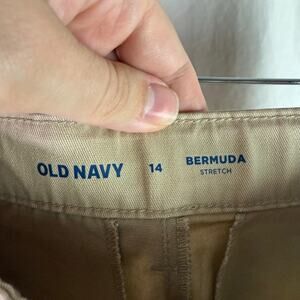 OLD NAVY 14 BERMUDA
STRETCH